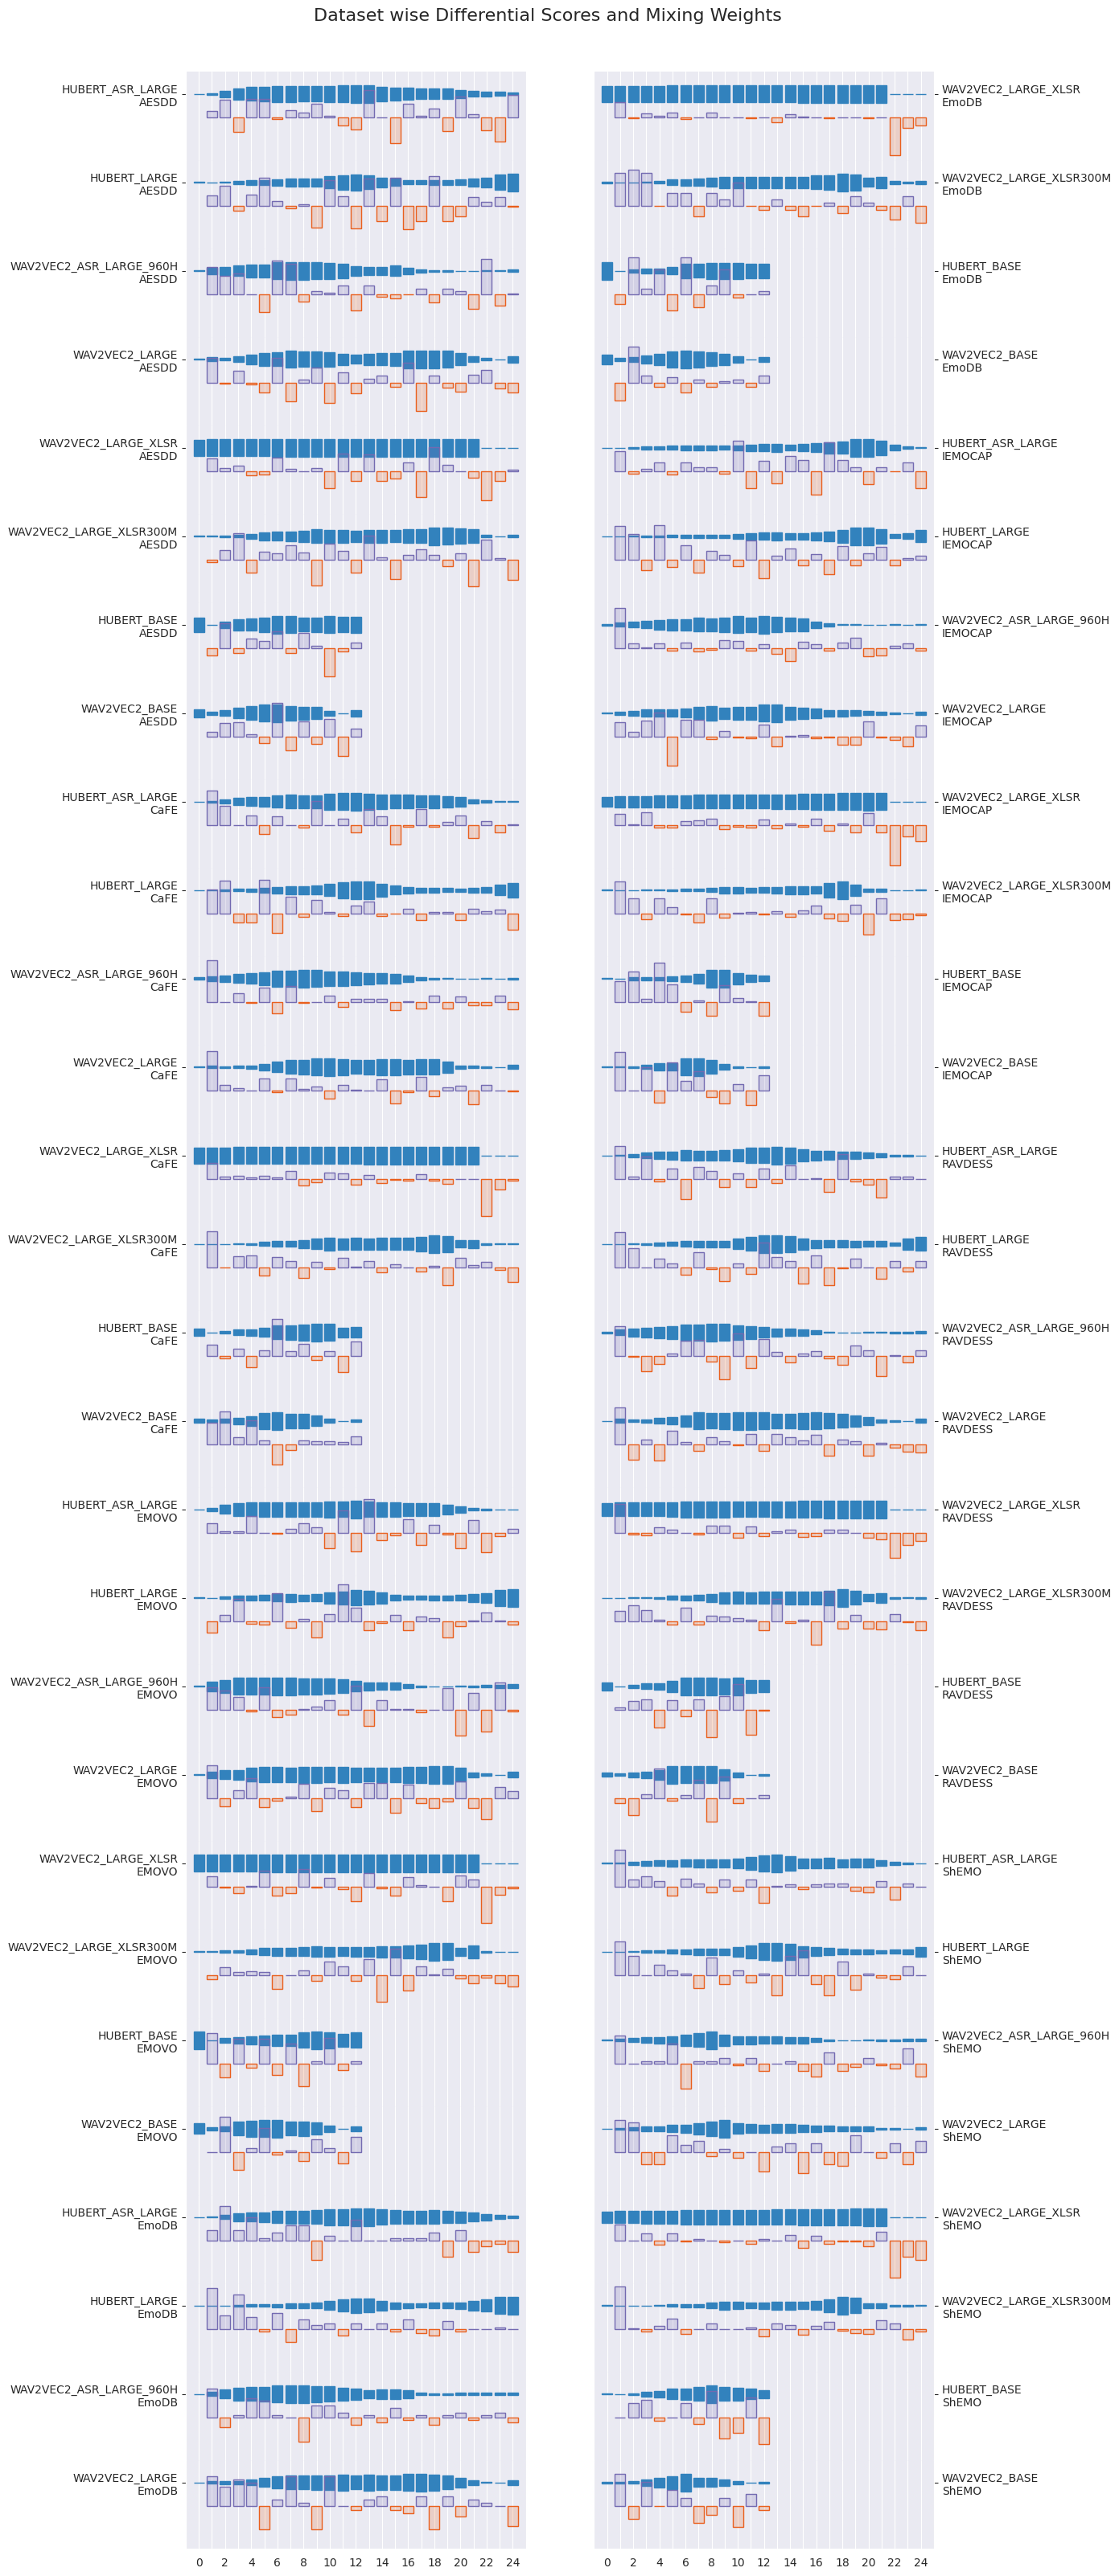 Dataset wise Differential Scores and Mixing Weights
HUBERT_ASR_LARGE
AESDD
HUBERT_LARGE
AESDD
WAV2VEC2_ASR_LARGE_960H
AESDD
WAV2VEC2_LARGE
AESDD
WAV2VEC2_LARGE_XLSR
AESDD
WAV2VEC2_LARGE_XLSR300M
AESDD
HUBERT_BASE
AESDD
WAV2VEC2_BASE
AESDD
HUBERT_ASR_LARGE
CaFE
HUBERT_LARGE
CaFE
WAV2VEC2_ASR_LARGE_960H
CaFE
WAV2VEC2_LARGE
CaFE
WAV2VEC2_LARGE_XLSR
CaFE
WAV2VEC2_LARGE_XLSR300M
CaFE
HUBERT_BASE
CaFE
WAV2VEC2_BASE
CaFE
HUBERT_ASR_LARGE
EMOVO
HUBERT_LARGE
EMOVO
WAV2VEC2_ASR_LARGE_960H
EMOVO
WAV2VEC2_LARGE
EMOVO
WAV2VEC2_LARGE_XLSR
EMOVO
WAV2VEC2_LARGE_XLSR300M
EMOVO
HUBERT_BASE
EMOVO
WAV2VEC2_BASE
EMOVO
HUBERT_ASR_LARGE
EmoDB
HUBERT_LARGE
EmoDB
WAV2VEC2_ASR_LARGE_960H
EmoDB
WAV2VEC2_LARGE
EmoDB
0 2 4 6 8 10 12 14 16 18 20 22 24
WAV2VEC2_LARGE_XLSR
EmoDB
WAV2VEC2_LARGE_XLSR300M
EmoDB
HUBERT_BASE
EmoDB
WAV2VEC2_BASE
EmoDB
HUBERT_ASR_LARGE
IEMOCAP
HUBERT_LARGE
IEMOCAP
WAV2VEC2_ASR_LARGE_960H
IEMOCAP
WAV2VEC2_LARGE
IEMOCAP
WAV2VEC2_LARGE_XLSR
IEMOCAP
WAV2VEC2_LARGE_XLSR300M
IEMOCAP
HUBERT_BASE
IEMOCAP
WAV2VEC2_BASE
IEMOCAP
HUBERT_ASR_LARGE
RAVDESS
HUBERT_LARGE
RAVDESS
WAV2VEC2_ASR_LARGE_960H
RAVDESS
WAV2VEC2_LARGE
RAVDESS
WAV2VEC2_LARGE_XLSR
RAVDESS
WAV2VEC2_LARGE_XLSR300M
RAVDESS
HUBERT_BASE
RAVDESS
WAV2VEC2_BASE
RAVDESS
HUBERT_ASR_LARGE
ShEMO
HUBERT_LARGE
ShEMO
WAV2VEC2_ASR_LARGE_960H
ShEMO
WAV2VEC2_LARGE
ShEMO
WAV2VEC2_LARGE_XLSR
ShEMO
WAV2VEC2_LARGE_XLSR300M
ShEMO
HUBERT_BASE
ShEMO
WAV2VEC2_BASE
ShEMO
0 2 4 6 8 10 12 14 16 18 20 22 24